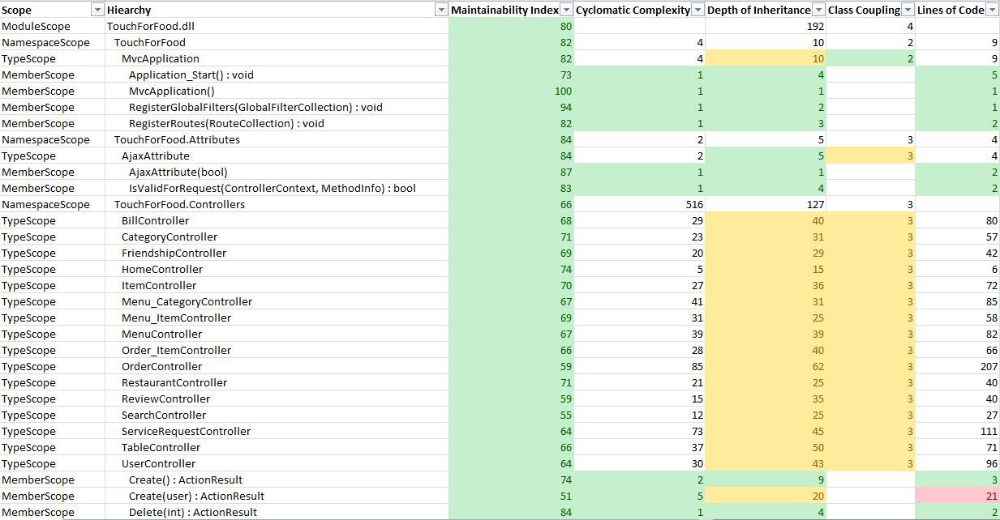 Scope Hiearchy Maintainability Index Cyclomatic Complexity Depth of Inheritance Class Coupling Lines of Code
ModuleScope TouchForFood.dll 80 192 4
NamespaceScope TouchForFood 82 4 10 2 9
TypeScope MvcApplication 82 4 10 2 9
MemberScope Application_Start() : void 73 1 4 5
MemberScope MvcApplication() 100 1 1 1
MemberScope RegisterGlobalFilters(GlobalFilterCollection) : void 94 1 2 1
MemberScope RegisterRoutes(RouteCollection) : void 82 1 3 2
NamespaceScope TouchForFood.Attributes 84 2 5 3 4
TypeScope AjaxAttribute 84 2 5 3 4
MemberScope AjaxAttribute(bool) 87 1 1 2
MemberScope IsValidForRequest(ControllerContext, MethodInfo) : bool 83 1 4 2
NamespaceScope TouchForFood.Controllers 66 516 127 3
TypeScope BillController 68 29 40 3 80
TypeScope CategoryController 71 23 31 3 57
TypeScope FriendshipController 69 20 29 3 42
TypeScope HomeController 74 5 15 3 6
TypeScope ItemController 70 27 36 3 72
TypeScope Menu_CategoryController 67 41 31 3 85
TypeScope Menu_ItemController 69 31 25 3 58
TypeScope MenuController 67 39 39 3 82
TypeScope Order_ItemController 66 28 40 3 66
TypeScope OrderController 59 85 62 3 207
TypeScope RestaurantController 71 21 25 3 40
TypeScope ReviewController 59 15 35 3 40
TypeScope SearchController 55 12 25 3 27
TypeScope ServiceRequestController 64 73 45 3 111
TypeScope TableController 66 37 50 3 71
TypeScope UserController 64 30 43 3 96
MemberScope Create() : ActionResult 74 2 9 3
MemberScope Create(user) : ActionResult 51 5 20 21
MemberScope Delete(int) : ActionResult 84 1 4 2